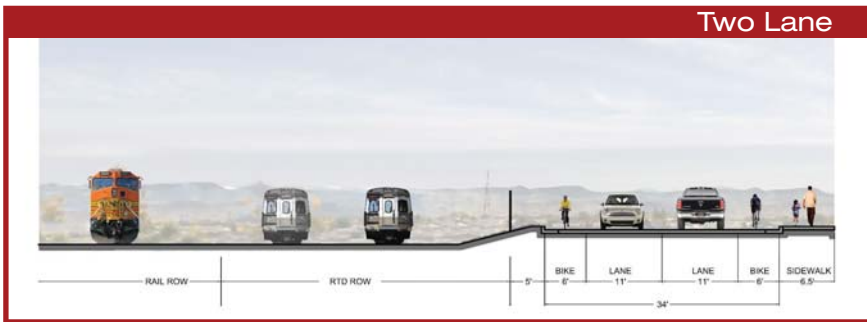 Two Lane
BIKE LANE LANE BIKE SIDEWALK
RAIL ROW RTD ROW 5' 6' 11' 11' 6' 6.5'
34'